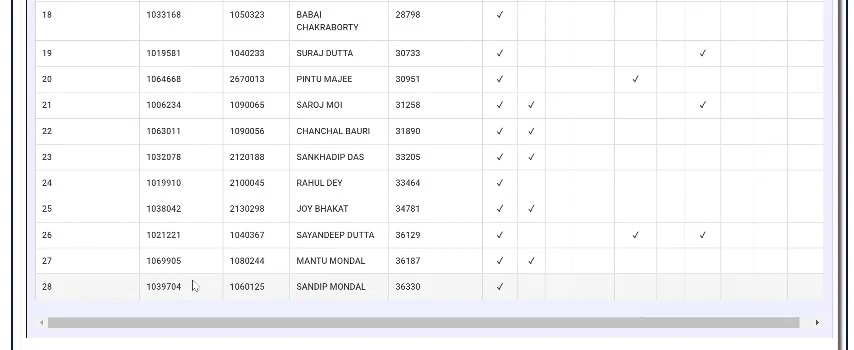 18 1033168 1050323 BABAI CHAKRABORTY 28798 ✓
19 1019581 1040233 SURAJ DUTTA 30733 ✓ ✓
20 1064668 2670013 PINTU MAJEE 30951 ✓ ✓
21 1006234 1090065 SAROJ MOI 31258 ✓ ✓ ✓
22 1063011 1090056 CHANCHAL BAURI 31890 ✓ ✓
23 1032078 2120188 SANKHADIP DAS 33205 ✓ ✓
24 1019910 2100045 RAHUL DEY 33464 ✓
25 1038042 2130298 JOY BHAKAT 34781 ✓ ✓
26 1021221 1040367 SAYANDEEP DUTTA 36129 ✓ ✓ ✓
27 1069905 1080244 MANTU MONDAL 36187 ✓ ✓
28 1039704 1060125 SANDIP MONDAL 36330 ✓